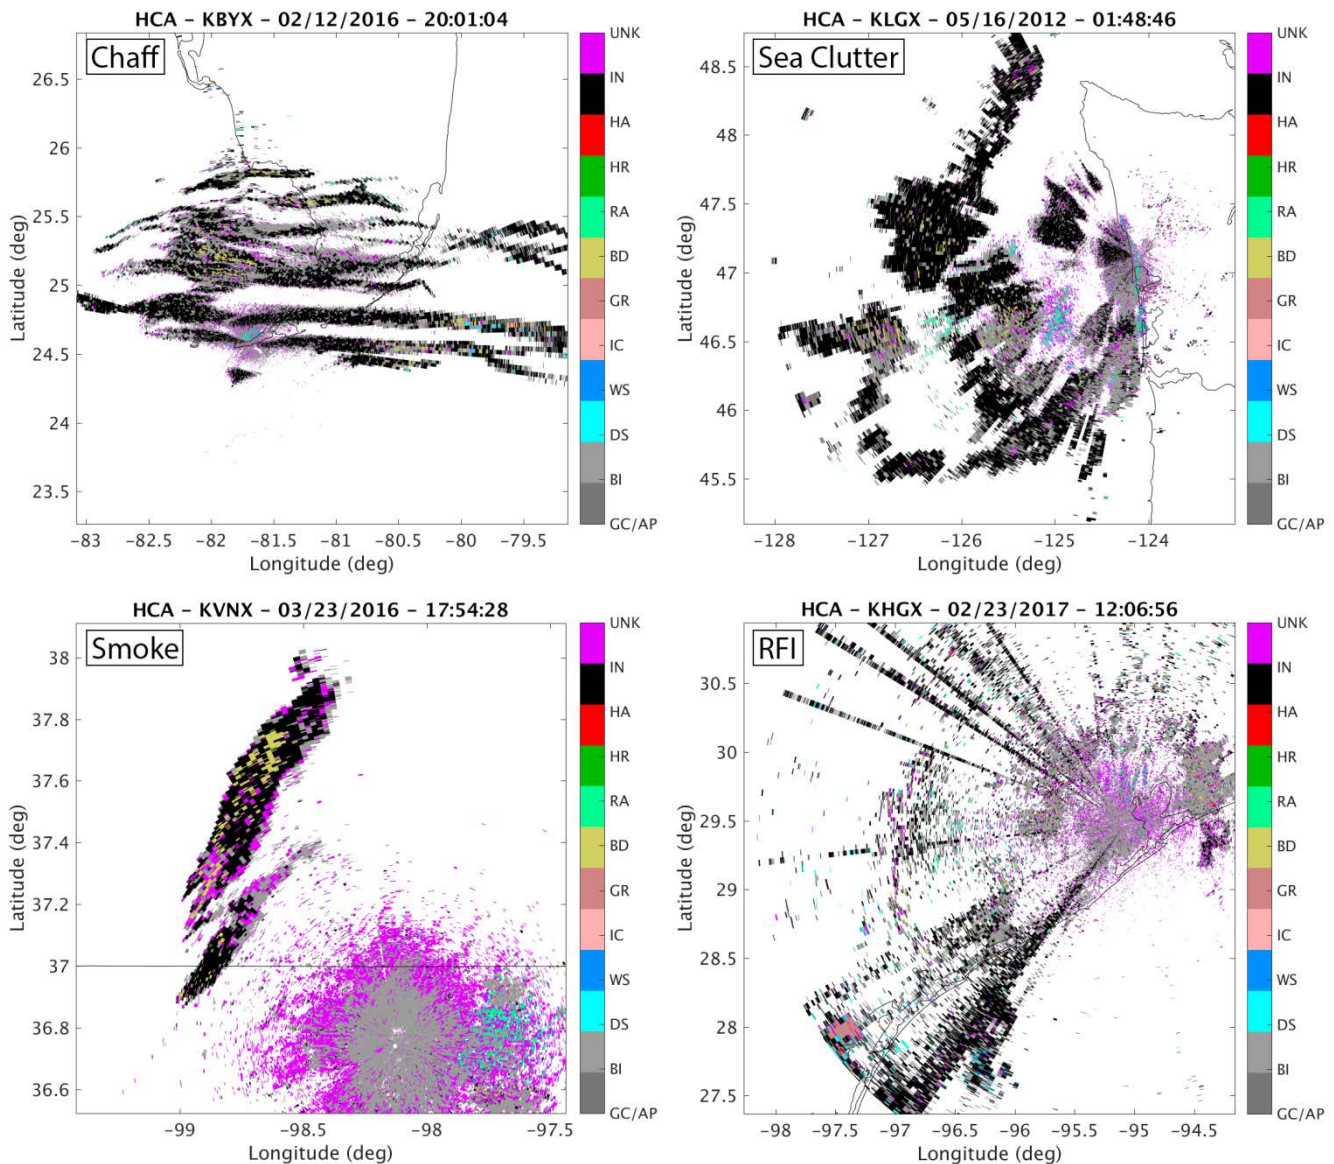 HCA - KBYX - 02/12/2016 - 20:01:04
Chaff
26.5
26
25.5
25
24.5
24
23.5
Latitude (deg)
-83 -82.5 -82 -81.5 -81 -80.5 -80 -79.5
Longitude (deg)
UNK
IN
HA
HR
RA
BD
GR
IC
WS
DS
BI
GC/AP
HCA - KLGX - 05/16/2012 - 01:48:46
Sea Clutter
48.5
48
47.5
47
46.5
46
45.5
Latitude (deg)
-128 -127 -126 -125 -124
Longitude (deg)
UNK
IN
HA
HR
RA
BD
GR
IC
WS
DS
BI
GC/AP
HCA - KVNX - 03/23/2016 - 17:54:28
Smoke
38
37.8
37.6
37.4
37.2
37
36.8
36.6
Latitude (deg)
-99 -98.5 -98 -97.5
Longitude (deg)
UNK
IN
HA
HR
RA
BD
GR
IC
WS
DS
BI
GC/AP
HCA - KHGX - 02/23/2017 - 12:06:56
RFI
30.5
30
29.5
29
28.5
28
27.5
Latitude (deg)
-98 -97.5 -97 -96.5 -96 -95.5 -95 -94.5
Longitude (deg)
UNK
IN
HA
HR
RA
BD
GR
IC
WS
DS
BI
GC/AP